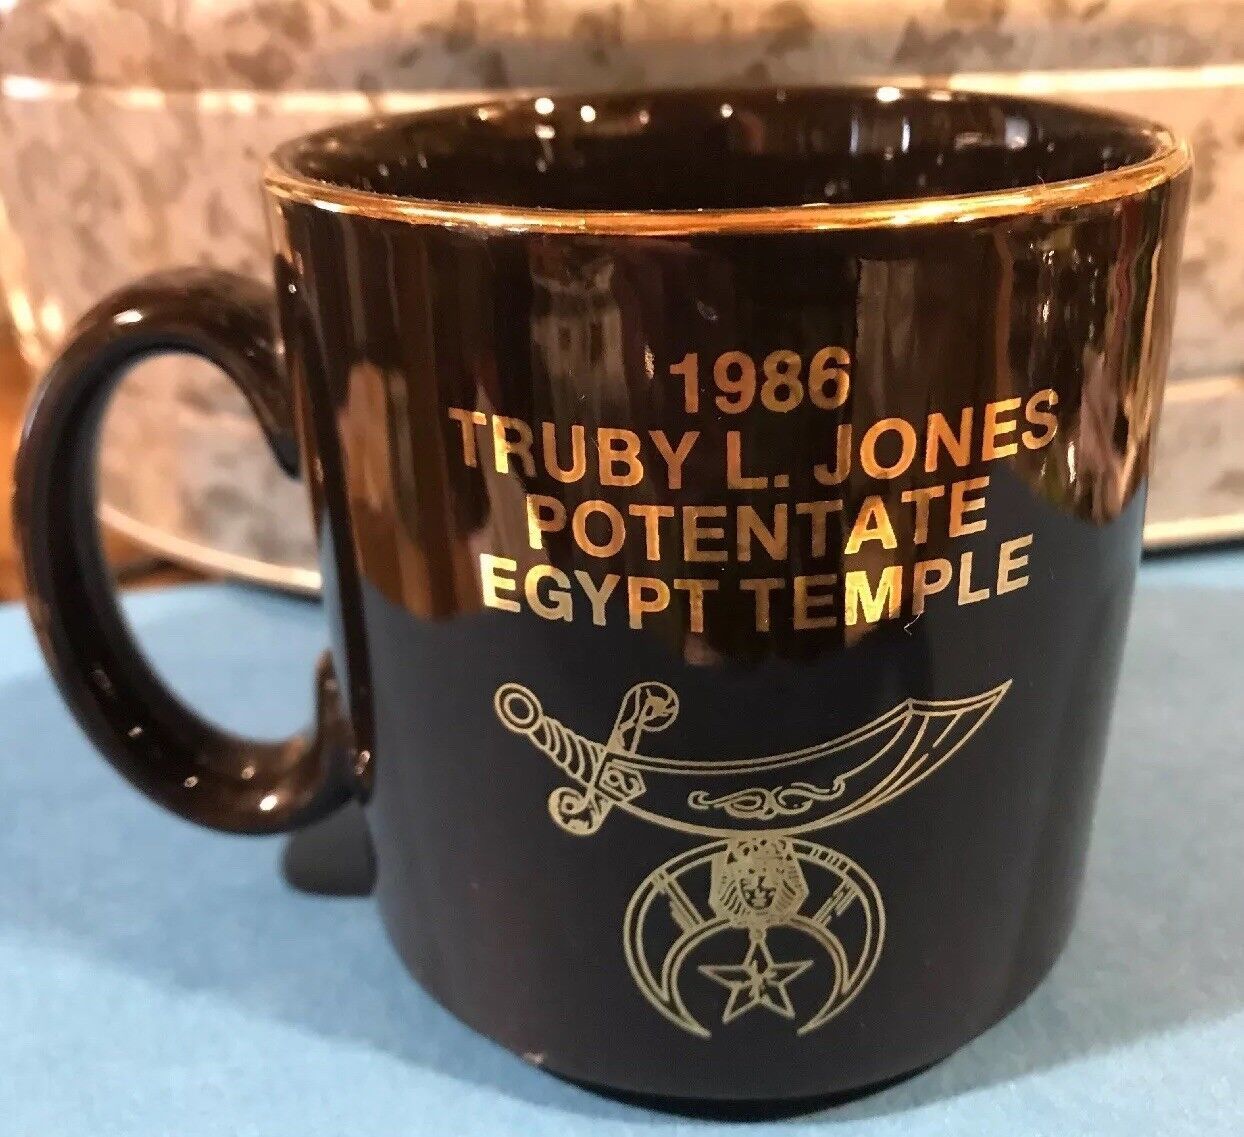 1986
TRUBY L. JONES
POTENTATE
EGYPT TEMPLE